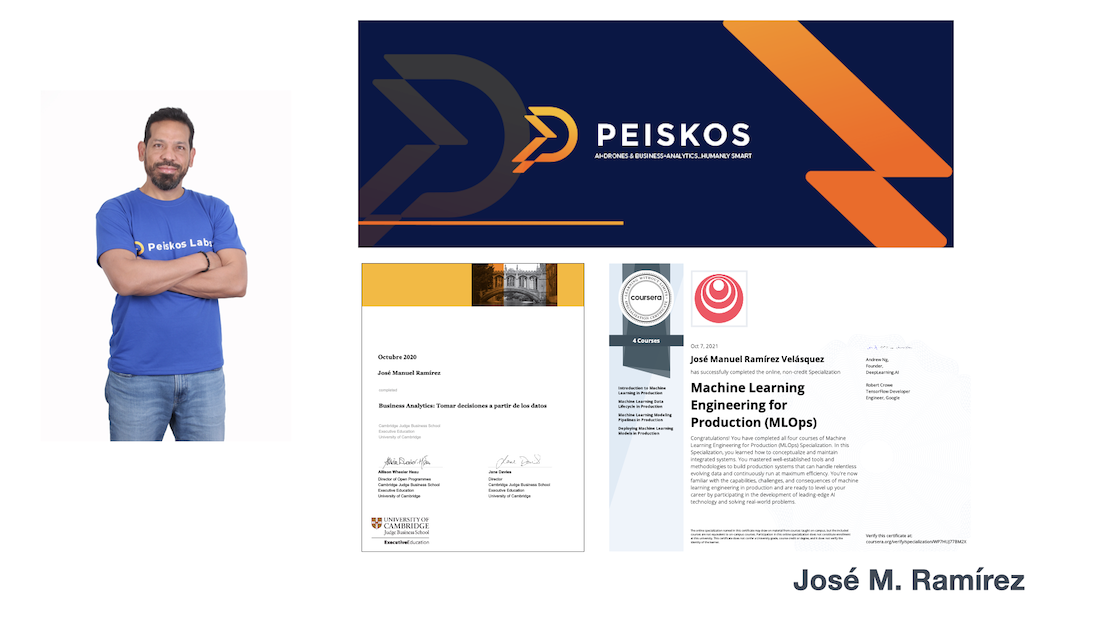 PEISKOS
AI-DRONES & BUSINESS-ANALYTICS...HUMANLY SMART
Peiskos Labs
Octubre 2020
José Manuel Ramírez
completed
Business Analytics: Tomar decisiones a partir de los datos
Cambridge Judge Business School
Executive Education
University of Cambridge
Allison Wheeler Heau
Director of Open Programmes
Cambridge Judge Business School
Executive Education
University of Cambridge
Jane Davies
Director
Cambridge Judge Business School
Executive Education
University of Cambridge
UNIVERSITY OF
CAMBRIDGE
Judge Business School
Executive Education
coursera
4 Courses
Introduction to Machine
Learning in Production
Machine Learning Data
Lifecycle in Production
Machine Learning Modeling
Pipelines in Production
Deploying Machine Learning
Models in Production
Oct 7, 2021
José Manuel Ramírez Velásquez
has successfully completed the online, non-credit Specialization
Machine Learning
Engineering for
Production (MLOps)
Congratulations! You have completed all four courses of Machine
Learning Engineering for Production (MLOps) Specialization. In this
Specialization, you learned how to conceptualize and maintain
integrated systems. You mastered well-established tools and
methodologies to build production systems that can handle relentless
evolving data and continuously run at maximum efficiency. You're now
familiar with the capabilities, challenges, and consequences of machine
learning engineering in production and are ready to level up your
career by participating in the development of leading-edge AI
technology and solving real-world problems.
Andrew Ng,
Founder,
DeepLearning.AI
Robert Crowe
TensorFlow Developer
Engineer, Google
Verify this certificate at:
José M. Ramírez